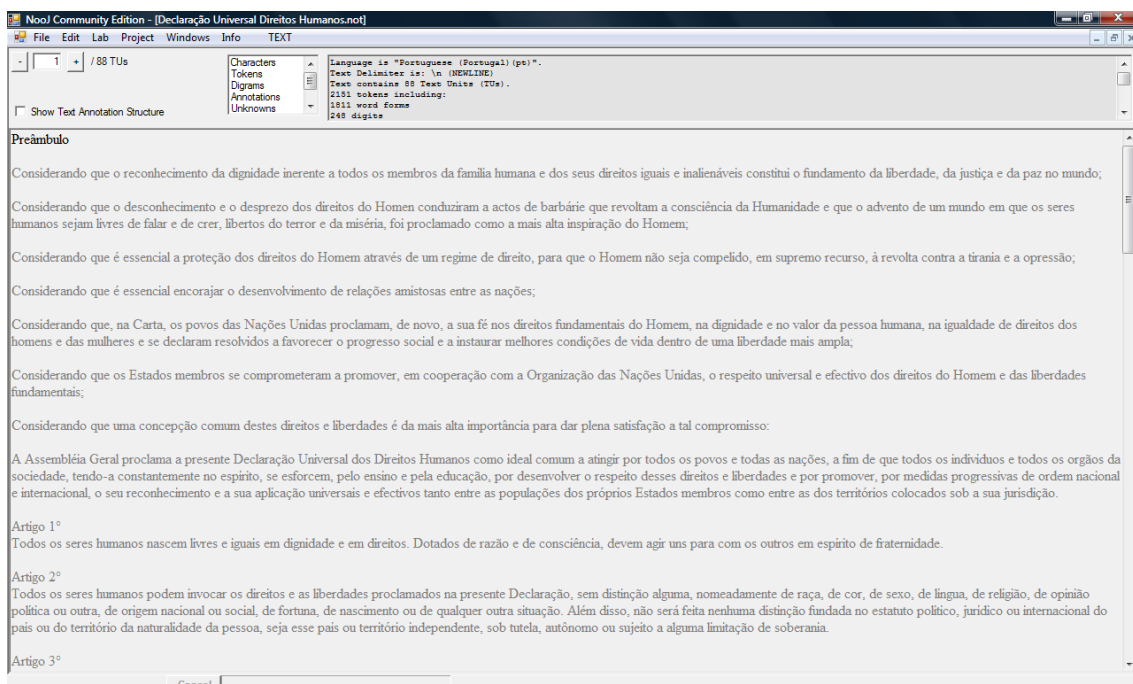 NooJ Community Edition - [Declaração Universal Direitos Humanos.not]
File Edit Lab Project Windows Info TEXT
- 1 + / 88 TUs
Show Text Annotation Structure
Characters
Tokens
Digrams
Annotations
Unknowns
Language is "Portuguese (Portugal)(pt)".
Text Delimiter is: \n (NEWLINE)
Text contains 88 Text Units (TUs).
2151 tokens including:
1811 word forms
248 digits
Preâmbulo
Considerando que o reconhecimento da dignidade inerente a todos os membros da família humana e dos seus direitos iguais e inalienáveis constitui o fundamento da liberdade, da justiça e da paz no mundo;
Considerando que o desconhecimento e o desprezo dos direitos do Homen conduziram a actos de barbárie que revoltam a consciência da Humanidade e que o advento de um mundo em que os seres
humanos sejam livres de falar e de crer, libertos do terror e da miséria, foi proclamado como a mais alta inspiração do Homem;
Considerando que é essencial a proteção dos direitos do Homem através de um regime de direito, para que o Homem não seja compelido, em supremo recurso, à revolta contra a tirania e a opressão;
Considerando que é essencial encorajar o desenvolvimento de relações amistosas entre as nações;
Considerando que, na Carta, os povos das Nações Unidas proclamam, de novo, a sua fé nos direitos fundamentais do Homem, na dignidade e no valor da pessoa humana, na igualdade de direitos dos
homens e das mulheres e se declaram resolvidos a favorecer o progresso social e a instaurar melhores condições de vida dentro de uma liberdade mais ampla;
Considerando que os Estados membros se comprometeram a promover, em cooperação com a Organização das Nações Unidas, o respeito universal e efectivo dos direitos do Homem e das liberdades
fundamentais;
Considerando que uma concepção comum destes direitos e liberdades é da mais alta importância para dar plena satisfação a tal compromisso:
A Assembléia Geral proclama a presente Declaração Universal dos Direitos Humanos como ideal comum a atingir por todos os povos e todas as nações, a fim de que todos os individuos e todos os orgãos da
sociedade, tendo-a constantemente no espirito, se esforcem, pelo ensino e pela educação, por desenvolver o respeito desses direitos e liberdades e por promover, por medidas progressivas de ordem nacional
e internacional, o seu reconhecimento e a sua aplicação universais e efectivos tanto entre as populações dos próprios Estados membros como entre as dos territórios colocados sob a sua jurisdição.
Artigo 1°
Todos os seres humanos nascem livres e iguais em dignidade e em direitos. Dotados de razão e de consciência, devem agir uns para com os outros em espirito de fraternidade.
Artigo 2°
Todos os seres humanos podem invocar os direitos e as liberdades proclamados na presente Declaração, sem distinção alguma, nomeadamente de raça, de cor, de sexo, de lingua, de religião, de opinião
política ou outra, de origem nacional ou social, de fortuna, de nascimento ou de qualquer outra situação. Além disso, não será feita nenhuma distinção fundada no estatuto politico, juridico ou internacional do
pais ou do território da naturalidade da pessoa, seja esse pais ou território independente, sob tutela, autônomo ou sujeito a alguma limitação de soberania.
Artigo 3°
Cancel